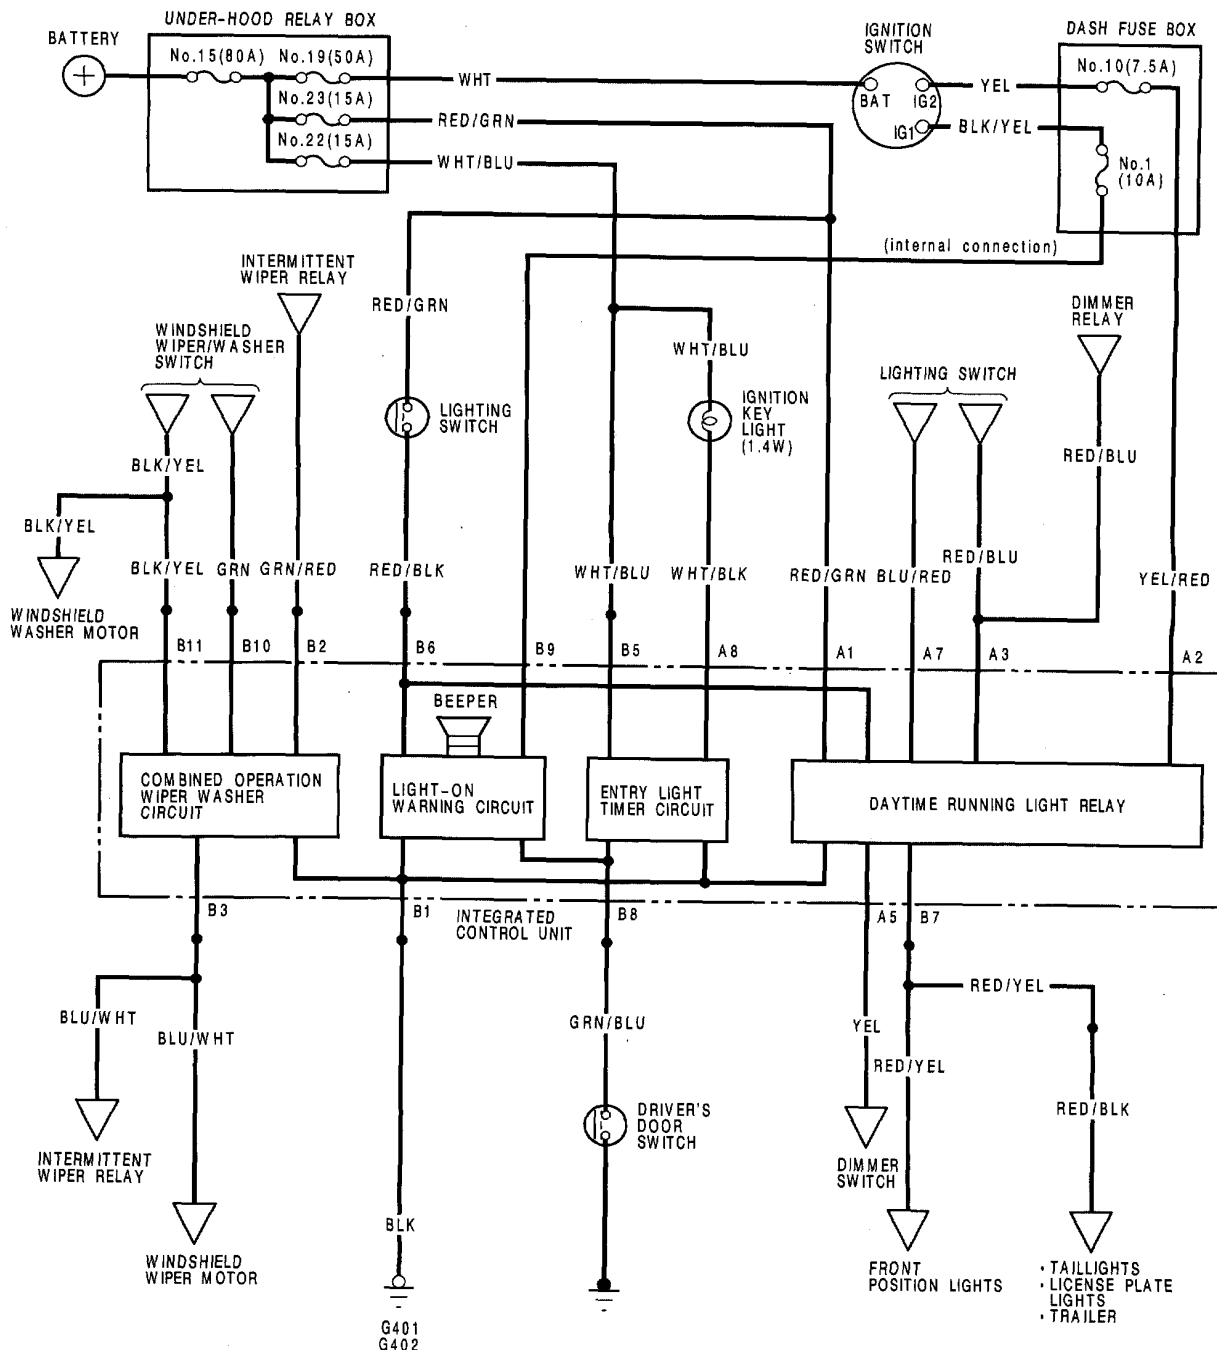 UNDER-HOOD RELAY BOX
BATTERY
No.15(80A)
No.19(50A)
No.23(15A)
No.22(15A)
WHT
RED/GRN
WHT/BLU
IGNITION
SWITCH
BAT
IG2
IG1
YEL
BLK/YEL
DASH FUSE BOX
No.10(7.5A)
No.1
(10A)
(internal connection)
INTERMITTENT
WIPER RELAY
WINDSHIELD
WIPER/WASHER
SWITCH
RED/GRN
WHT/BLU
DIMMER
RELAY
LIGHTING SWITCH
LIGHTING
SWITCH
IGNITION
KEY
LIGHT
(1.4W)
BLK/YEL
RED/BLU
BLK/YEL
BLK/YEL
GRN
GRN/RED
RED/BLK
WHT/BLU
WHT/BLK
RED/GRN
BLU/RED
RED/BLU
YEL/RED
WINDSHIELD
WASHER MOTOR
B11
B10
B2
B6
B9
B5
A8
A1
A7
A3
A2
BEEPER
COMBINED OPERATION
WIPER WASHER
CIRCUIT
LIGHT-ON
WARNING CIRCUIT
ENTRY LIGHT
TIMER CIRCUIT
DAYTIME RUNNING LIGHT RELAY
B3
B1
INTEGRATED
CONTROL UNIT
B8
A5
B7
BLU/WHT
BLU/WHT
GRN/BLU
YEL
RED/YEL
RED/YEL
RED/BLK
INTERMITTENT
WIPER RELAY
DRIVER'S
DOOR
SWITCH
DIMMER
SWITCH
BLK
WINDSHIELD
WIPER MOTOR
G401
G402
FRONT
POSITION LIGHTS
· TAILLIGHTS
· LICENSE PLATE
LIGHTS
· TRAILER